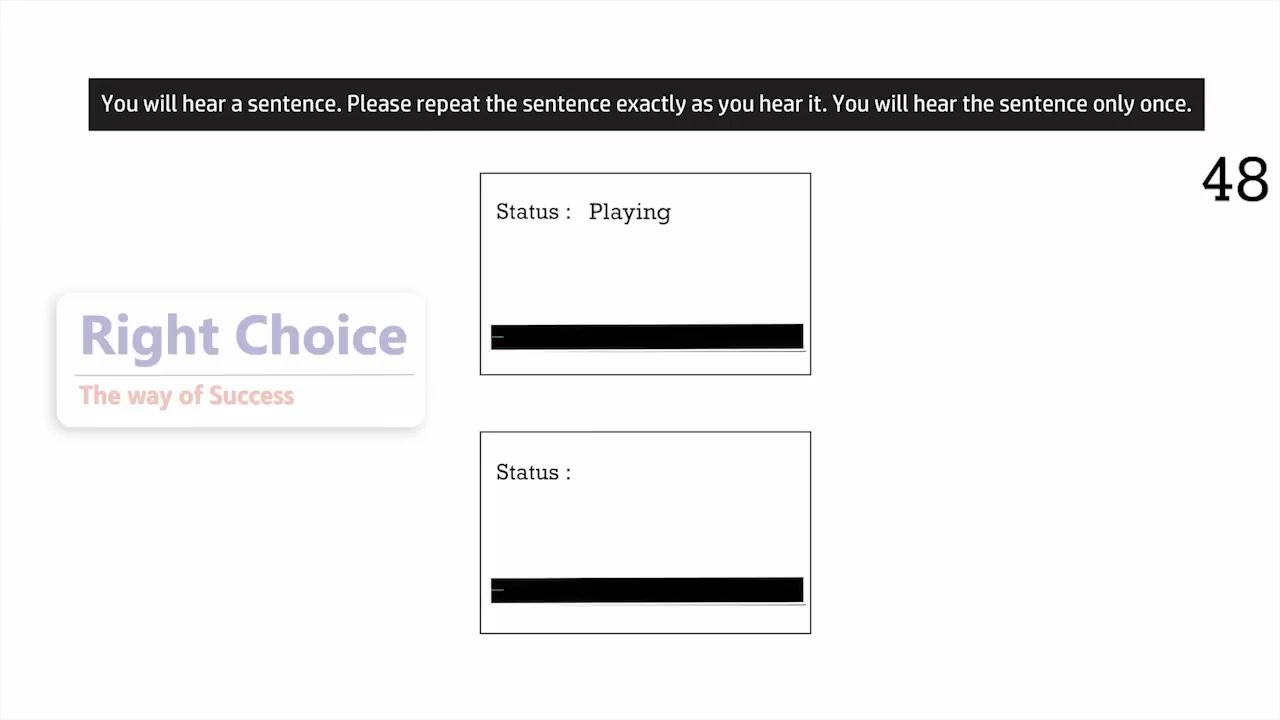 You will hear a sentence. Please repeat the sentence exactly as you hear it. You will hear the sentence only once.
48
Status : Playing
Right Choice
The way of Success
Status :